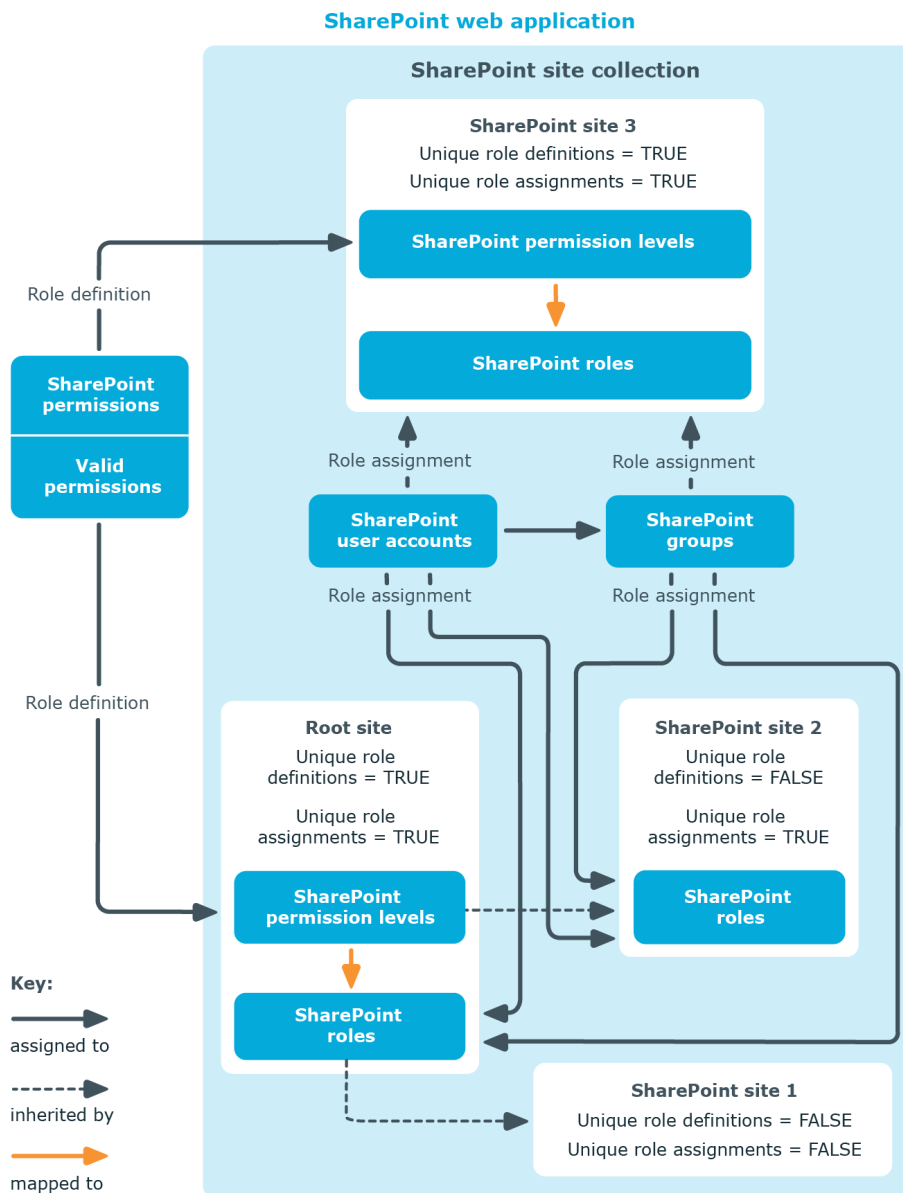 SharePoint web application
SharePoint site collection
SharePoint site 3
Unique role definitions = TRUE
Unique role assignments = TRUE
SharePoint permission levels
SharePoint roles
Role definition
SharePoint
permissions
Valid
permissions
Role assignment
Role assignment
SharePoint
user accounts
SharePoint
groups
Role assignment
Role assignment
Role definition
Root site
Unique role
definitions = TRUE
Unique role
assignments = TRUE
SharePoint
permission levels
SharePoint
roles
SharePoint site 2
Unique role
definitions = FALSE
Unique role
assignments = TRUE
SharePoint
roles
SharePoint site 1
Unique role definitions = FALSE
Unique role assignments = FALSE
Key:
assigned to
inherited by
mapped to